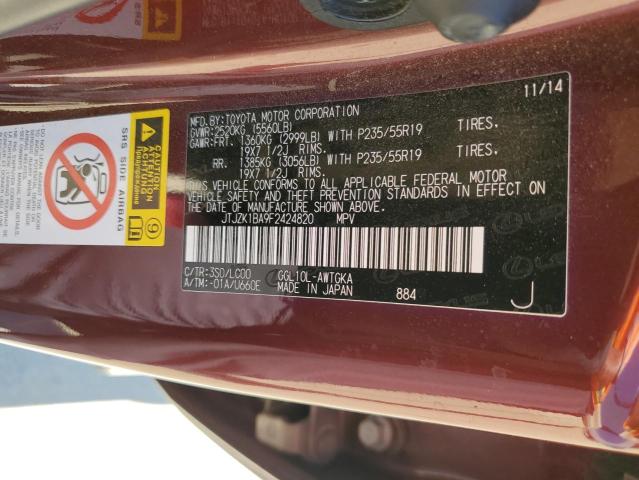 11/14
MFD.BY:TOYOTA MOTOR CORPORATION
GVWR:2520KG (5560LB)
GAWR:FRT. 1360KG (2999LB) WITH P235/55R19 TIRES.
19X7 1/2J RIMS.
RR. 1385KG (3056LB) WITH P235/55R19 TIRES.
19X7 1/2J RIMS.
THIS VEHICLE CONFORMS TO ALL APPLICABLE FEDERAL MOTOR
VEHICLE SAFETY AND THEFT PREVENTION STANDARDS IN EFFECT ON
THE DATE OF MANUFACTURE SHOWN ABOVE.
JTJZK1BA9F2424820 MPV
C/TR:3S0/LC00 GGL10L-AWTGKA
A/TM:-01A/U660E MADE IN JAPAN 884
J
SRS SIDE AIRBAG